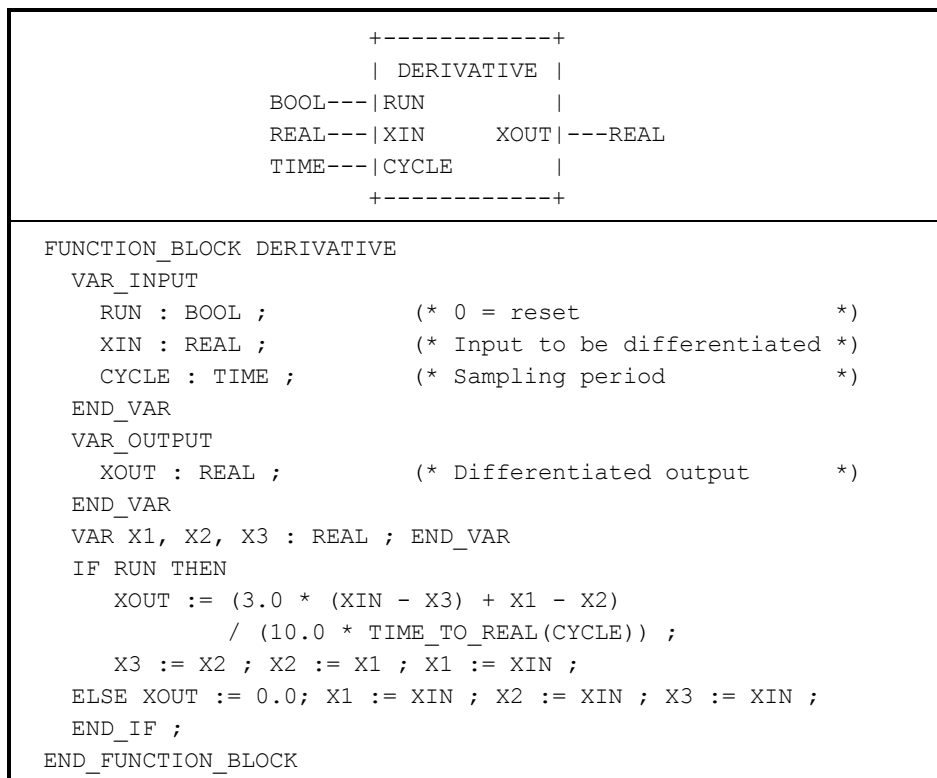 +------------+
| DERIVATIVE |
BOOL---|RUN         |
REAL---|XIN     XOUT|---REAL
TIME---|CYCLE       |
+------------+
FUNCTION_BLOCK DERIVATIVE
VAR_INPUT
RUN : BOOL ;          (* 0 = reset                  *)
XIN : REAL ;          (* Input to be differentiated *)
CYCLE : TIME ;        (* Sampling period            *)
END_VAR
VAR_OUTPUT
XOUT : REAL ;         (* Differentiated output      *)
END_VAR
VAR X1, X2, X3 : REAL ; END_VAR
IF RUN THEN
XOUT := (3.0 * (XIN - X3) + X1 - X2)
/ (10.0 * TIME_TO_REAL(CYCLE)) ;
X3 := X2 ; X2 := X1 ; X1 := XIN ;
ELSE XOUT := 0.0; X1 := XIN ; X2 := XIN ; X3 := XIN ;
END_IF ;
END_FUNCTION_BLOCK